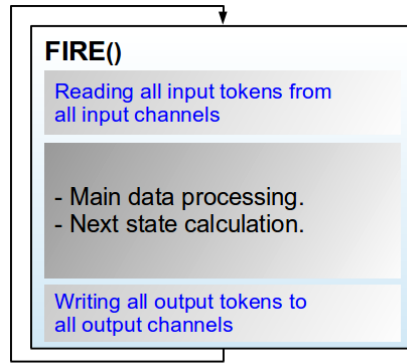 FIRE()
Reading all input tokens from
all input channels
- Main data processing.
- Next state calculation.
Writing all output tokens to
all output channels